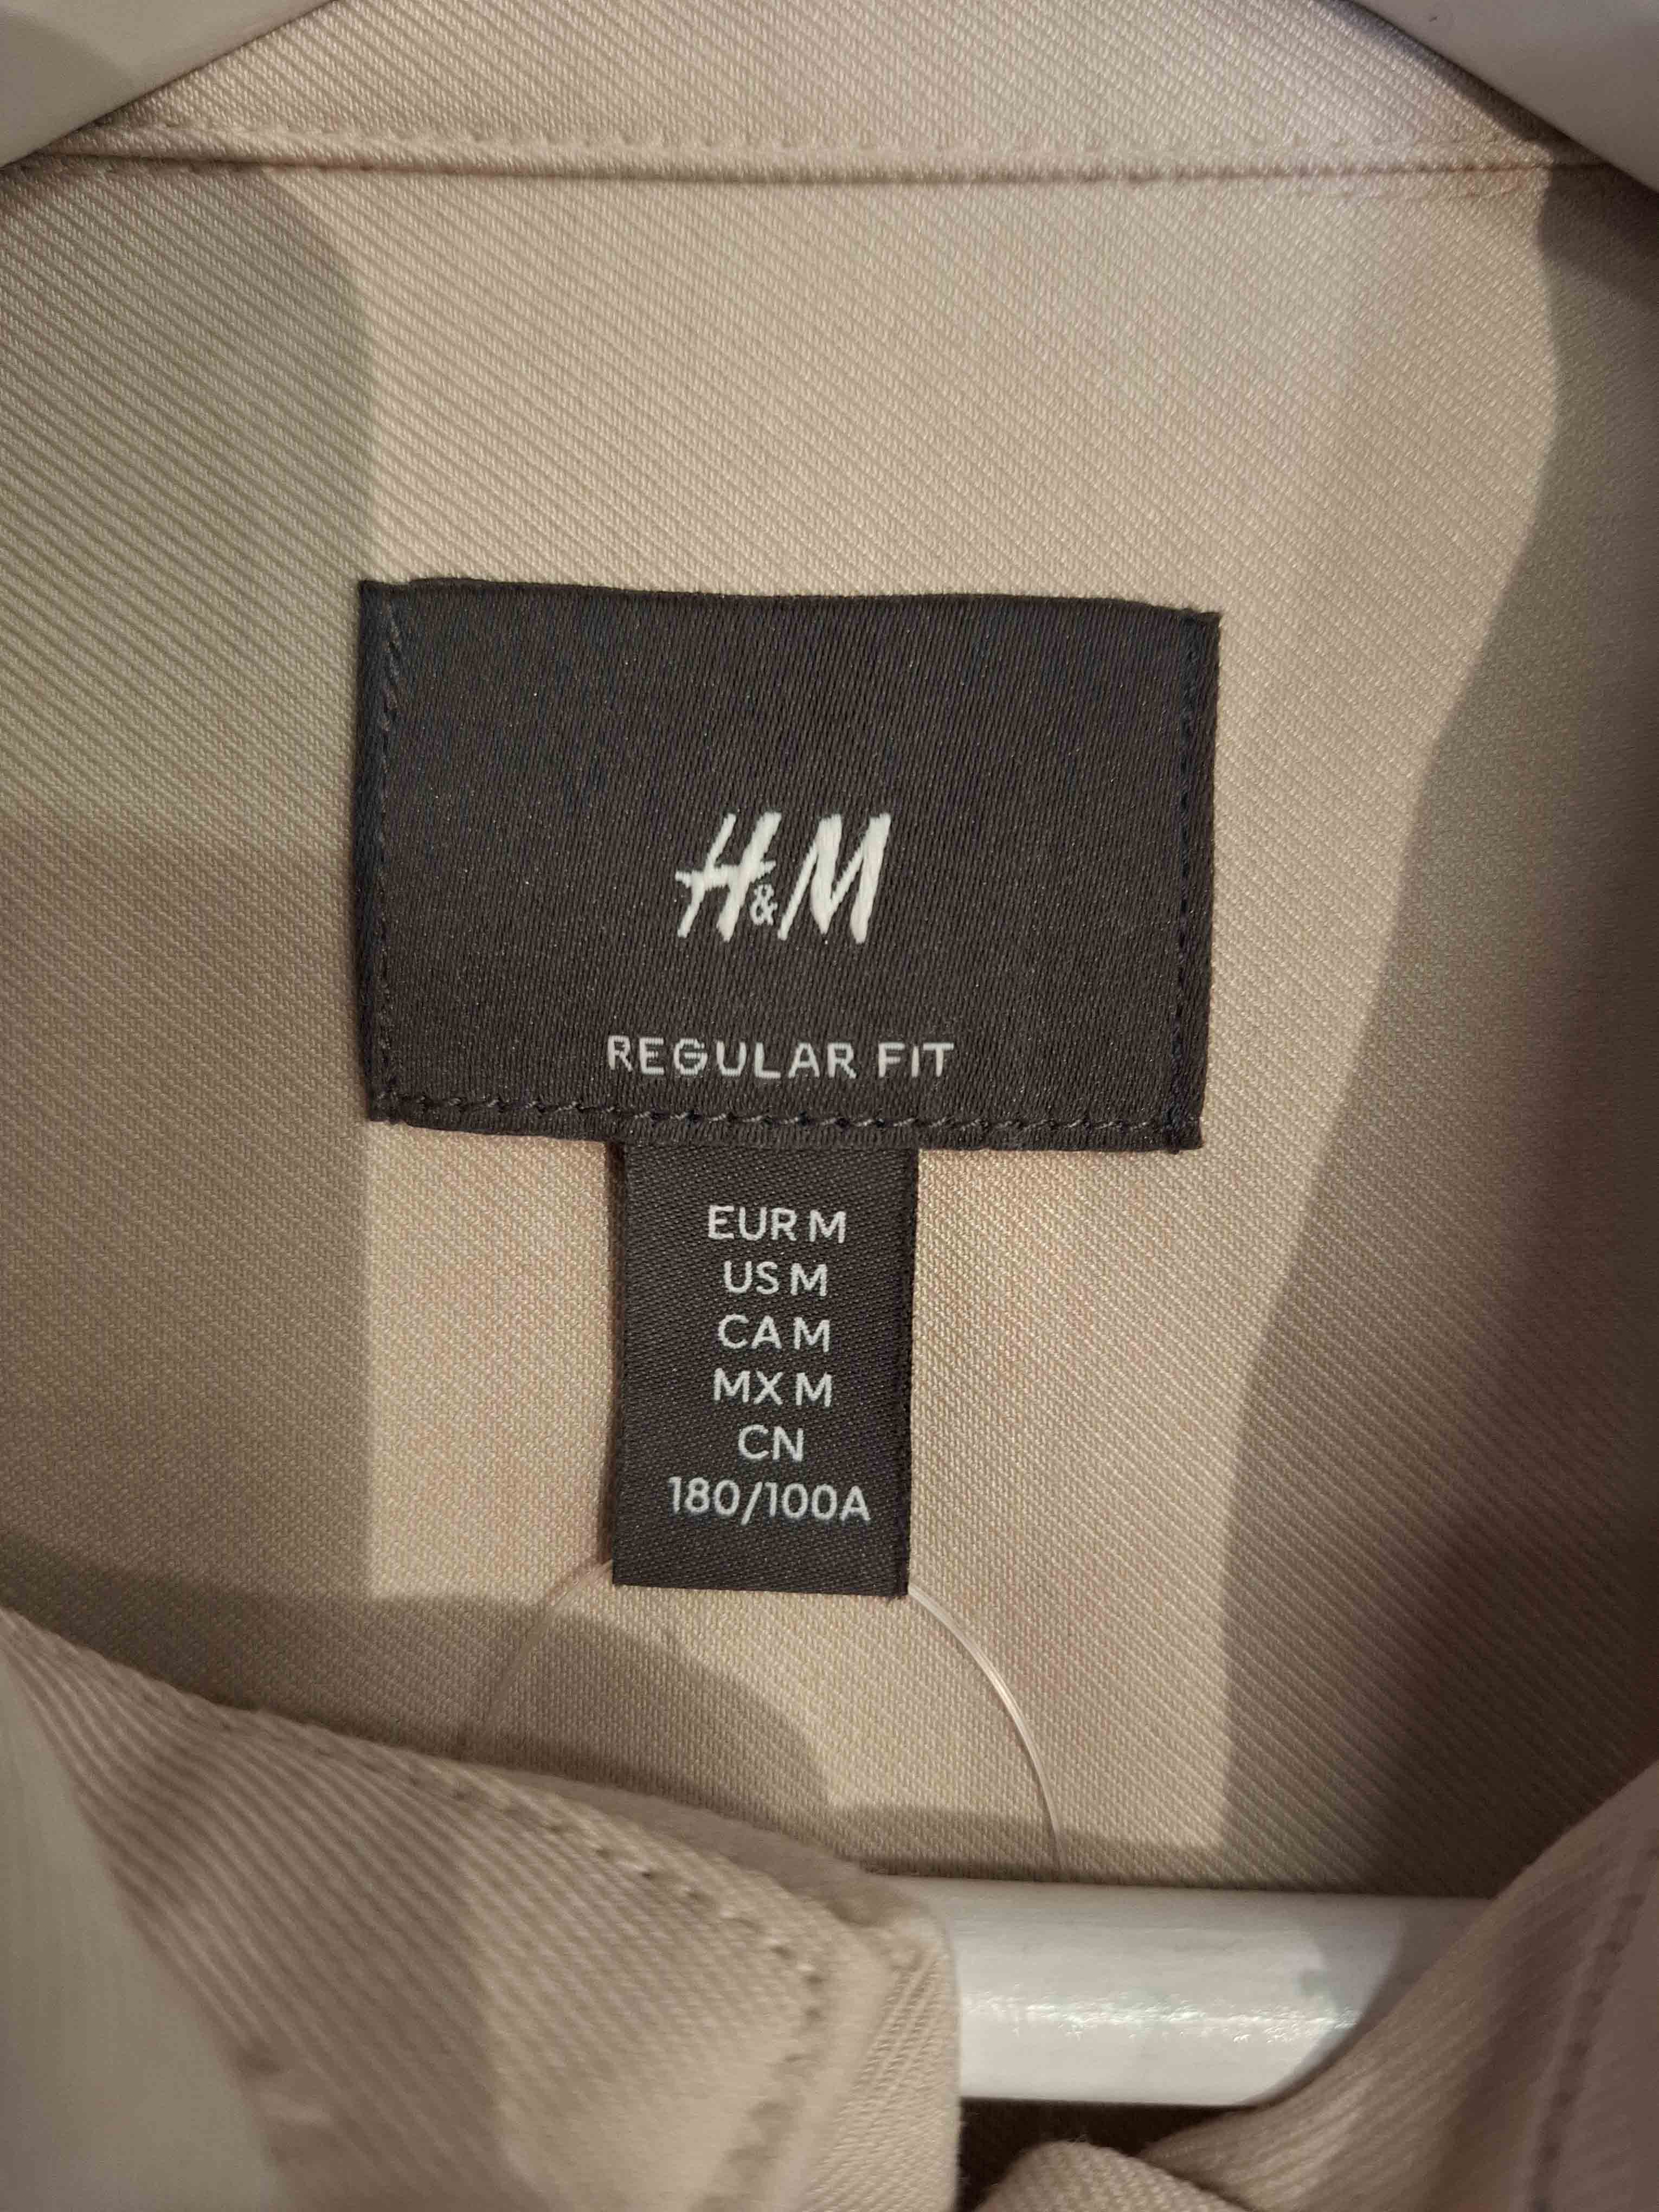 H&M
REGULAR FIT
EUR M
US M
CA M
MX M
CN
180/100A